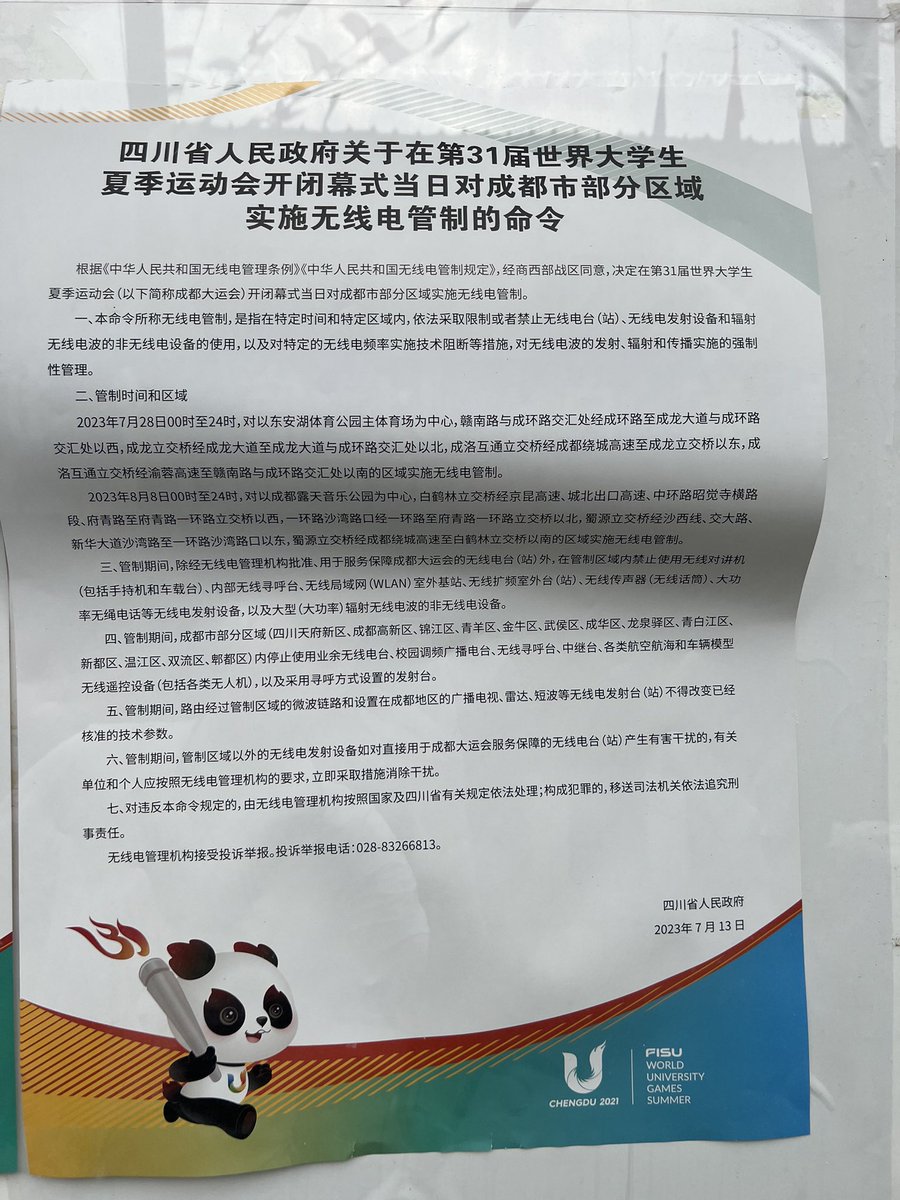 四川省人民政府关于在第31届世界大学生
夏季运动会开闭幕式当日对成都市部分区域
实施无线电管制的命令
根据《中华人民共和国无线电管理条例》《中华人民共和国无线电管制规定》，经商西部战区同意，决定在第31届世界大学生
夏季运动会（以下简称成都大运会）开闭幕式当日对成都市部分区域实施无线电管制。
一、本命令所称无线电管制，是指在特定时间和特定区域内，依法采取限制或者禁止无线电台（站）、无线电发射设备和辐射
无线电波的非无线电设备的使用，以及对特定的无线电频率实施技术阻断等措施，对无线电波的发射、辐射和传播实施的强制
性管理。
二、管制时间和区域
2023年7月28日00时至24时，对以东安湖体育公园主体育场为中心，赣南路与成环路交汇处经成环路至成龙大道与成环路
交汇处以西，成龙立交桥经成龙大道至成龙大道与成环路交汇处以北，成洛互通立交桥经成都绕城高速至成龙立交桥以东，成
洛互通立交桥经渝蓉高速至赣南路与成环路交汇处以南的区域实施无线电管制。
2023年8月8日00时至24时，对以成都露天音乐公园为中心，白鹤林立交桥经京昆高速、城北出口高速、中环路昭觉寺横路
段、府青路至府青路一环路立交桥以西，一环路沙湾路口经一环路至府青路一环路立交桥以北，蜀源立交桥经沙西线、交大路、
新华大道沙湾路至一环路沙湾路口以东，蜀源立交桥经成都绕城高速至白鹤林立交桥以南的区域实施无线电管制。
三、管制期间，除经无线电管理机构批准、用于服务保障成都大运会的无线电台（站）外，在管制区域内禁止使用无线对讲机
（包括手持机和车载台）、内部无线寻呼台、无线局域网（WLAN）室外基站、无线扩频室外台（站）、无线传声器（无线话筒）、大功
率无绳电话等无线电发射设备，以及大型（大功率）辐射无线电波的非无线电设备。
四、管制期间，成都市部分区域（四川天府新区、成都高新区、锦江区、青羊区、金牛区、武侯区、成华区、龙泉驿区、青白江区、
新都区、温江区、双流区、郫都区）内停止使用业余无线电台、校园调频广播电台、无线寻呼台、中继台、各类航空航海和车辆模型
无线遥控设备（包括各类无人机），以及采用寻呼方式设置的发射台。
五、管制期间，路由经过管制区域的微波链路和设置在成都地区的广播电视、雷达、短波等无线电发射台（站）不得改变已经
核准的技术参数。
六、管制期间，管制区域以外的无线电发射设备如对直接用于成都大运会服务保障的无线电台（站）产生有害干扰的，有关
单位和个人应按照无线电管理机构的要求，立即采取措施消除干扰。
七、对违反本命令规定的，由无线电管理机构按照国家及四川省有关规定依法处理；构成犯罪的，移送司法机关依法追究刑
事责任。
无线电管理机构接受投诉举报。投诉举报电话：028-83266813。
四川省人民政府
2023年7月13日
CHENGDU 2021
FISU
WORLD
UNIVERSITY
GAMES
SUMMER